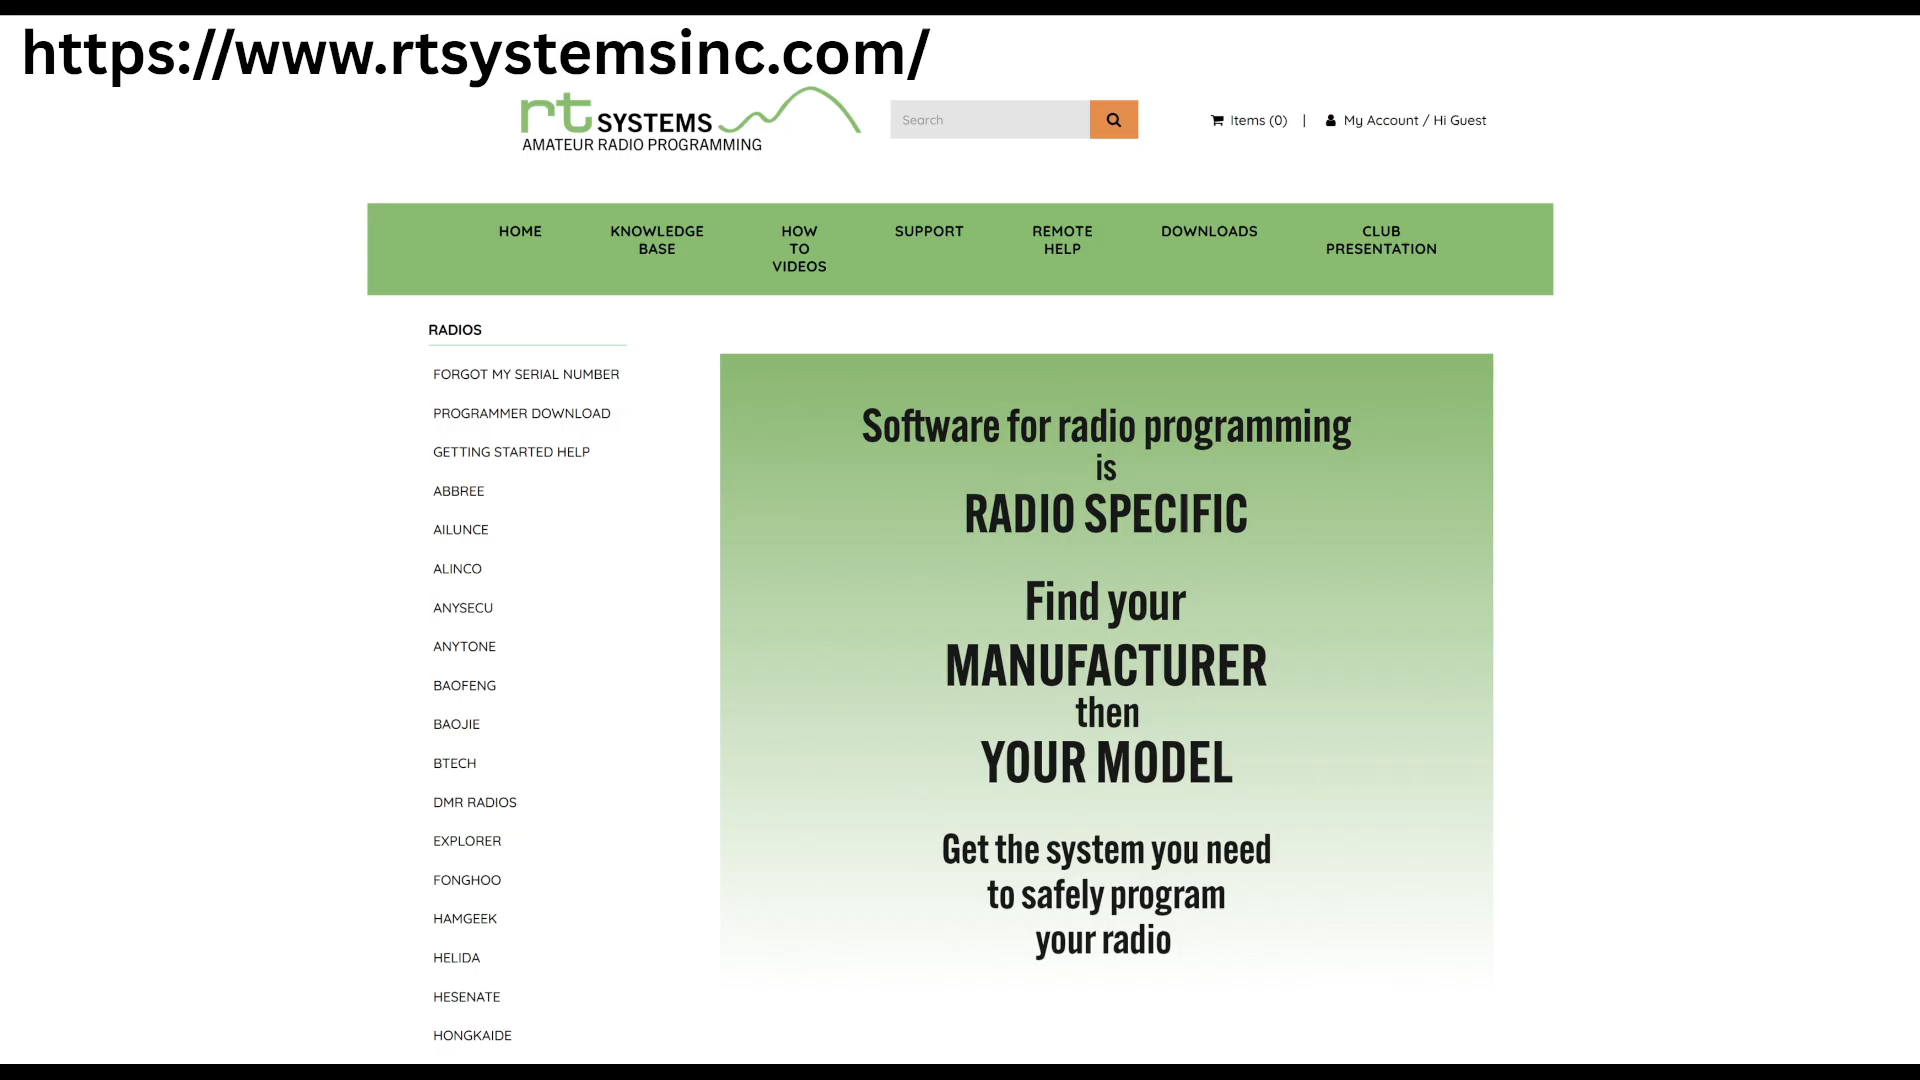 https://www.rtsystemsinc.com/
rt SYSTEMS
AMATEUR RADIO PROGRAMMING
Search
Items (0) | My Account / Hi Guest
HOME
KNOWLEDGE
BASE
HOW
TO
VIDEOS
SUPPORT
REMOTE
HELP
DOWNLOADS
CLUB
PRESENTATION
RADIOS
FORGOT MY SERIAL NUMBER
PROGRAMMER DOWNLOAD
GETTING STARTED HELP
ABBREE
AILUNCE
ALINCO
ANYSECU
ANYTONE
BAOFENG
BAOJIE
BTECH
DMR RADIOS
EXPLORER
FONGHOO
HAMGEEK
HELIDA
HESENATE
HONGKAIDE
Software for radio programming
is
RADIO SPECIFIC
Find your
MANUFACTURER
then
YOUR MODEL
Get the system you need
to safely program
your radio